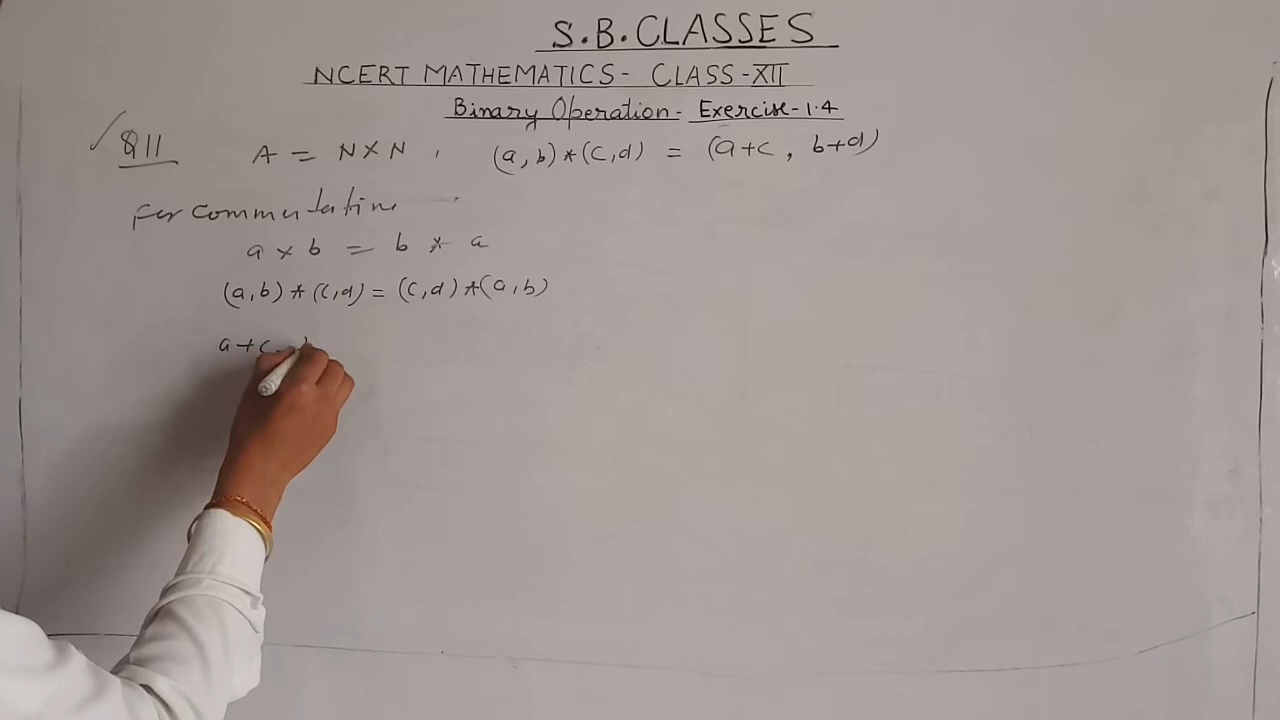 S.B. CLASSES
NCERT MATHEMATICS - CLASS-XII
Binary Operation - Exercise-1.4
Q11 A = N×N , (a,b)*(c,d) = (a+c, b+d)
For commutative
a * b = b * a
(a,b)*(c,d) = (c,d)*(a,b)
a+c,